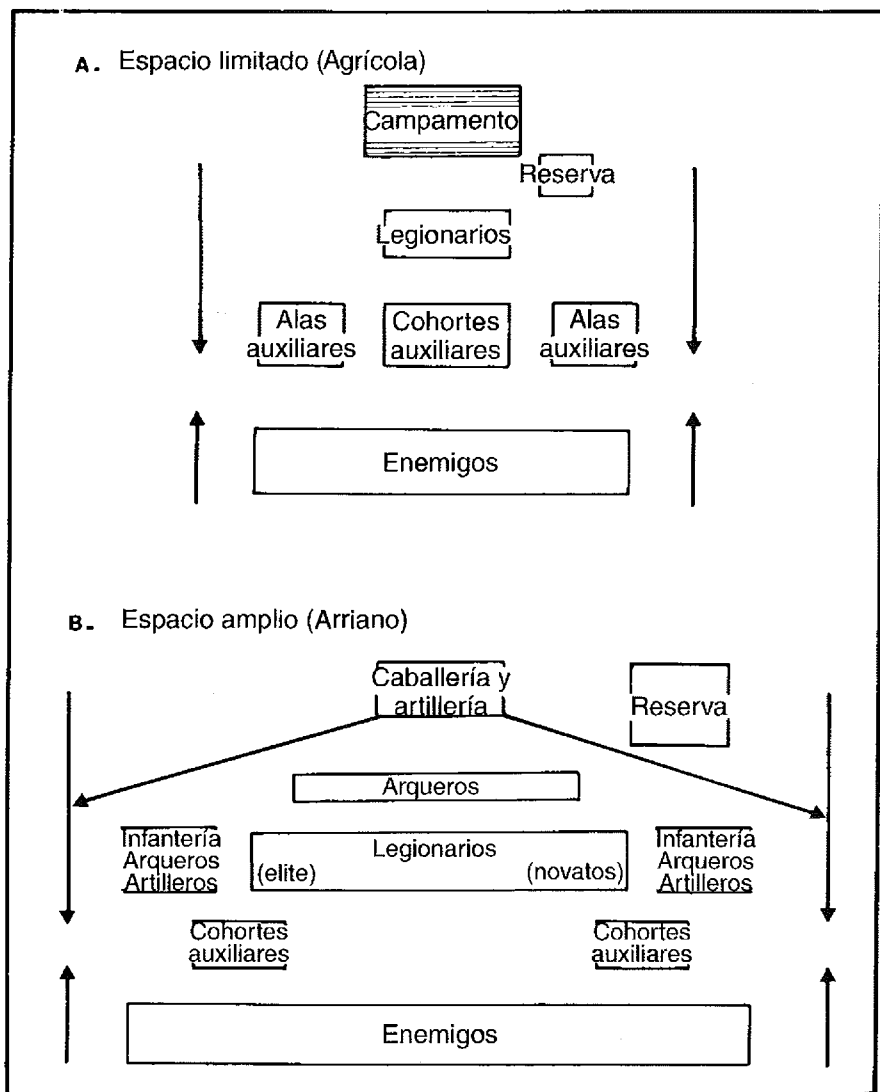 A. Espacio limitado (Agrícola)
Campamento
Reserva
Legionarios
Alas
auxiliares
Cohortes
auxiliares
Alas
auxiliares
Enemigos
B. Espacio amplio (Arriano)
Caballería y
artillería
Reserva
Arqueros
Infantería
Arqueros
Artilleros
Legionarios
(elite) (novatos)
Infantería
Arqueros
Artilleros
Cohortes
auxiliares
Cohortes
auxiliares
Enemigos